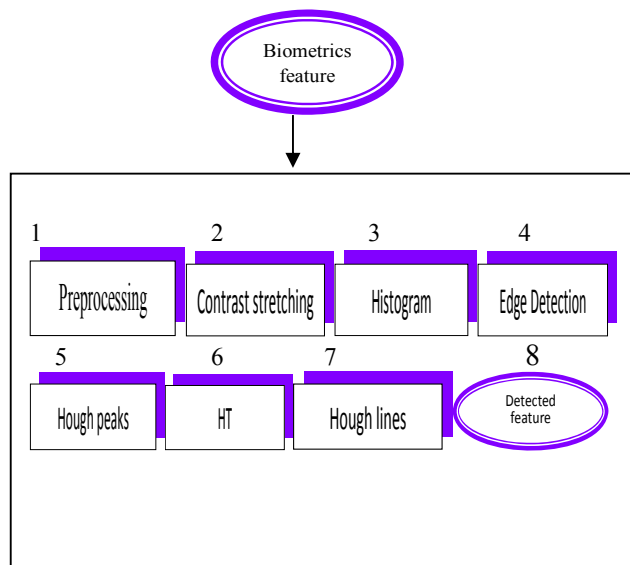 Biometrics
feature
1 2 3 4
Preprocessing Contrast stretching Histogram Edge Detection
5 6 7 8
Hough peaks HT Hough lines Detected
feature